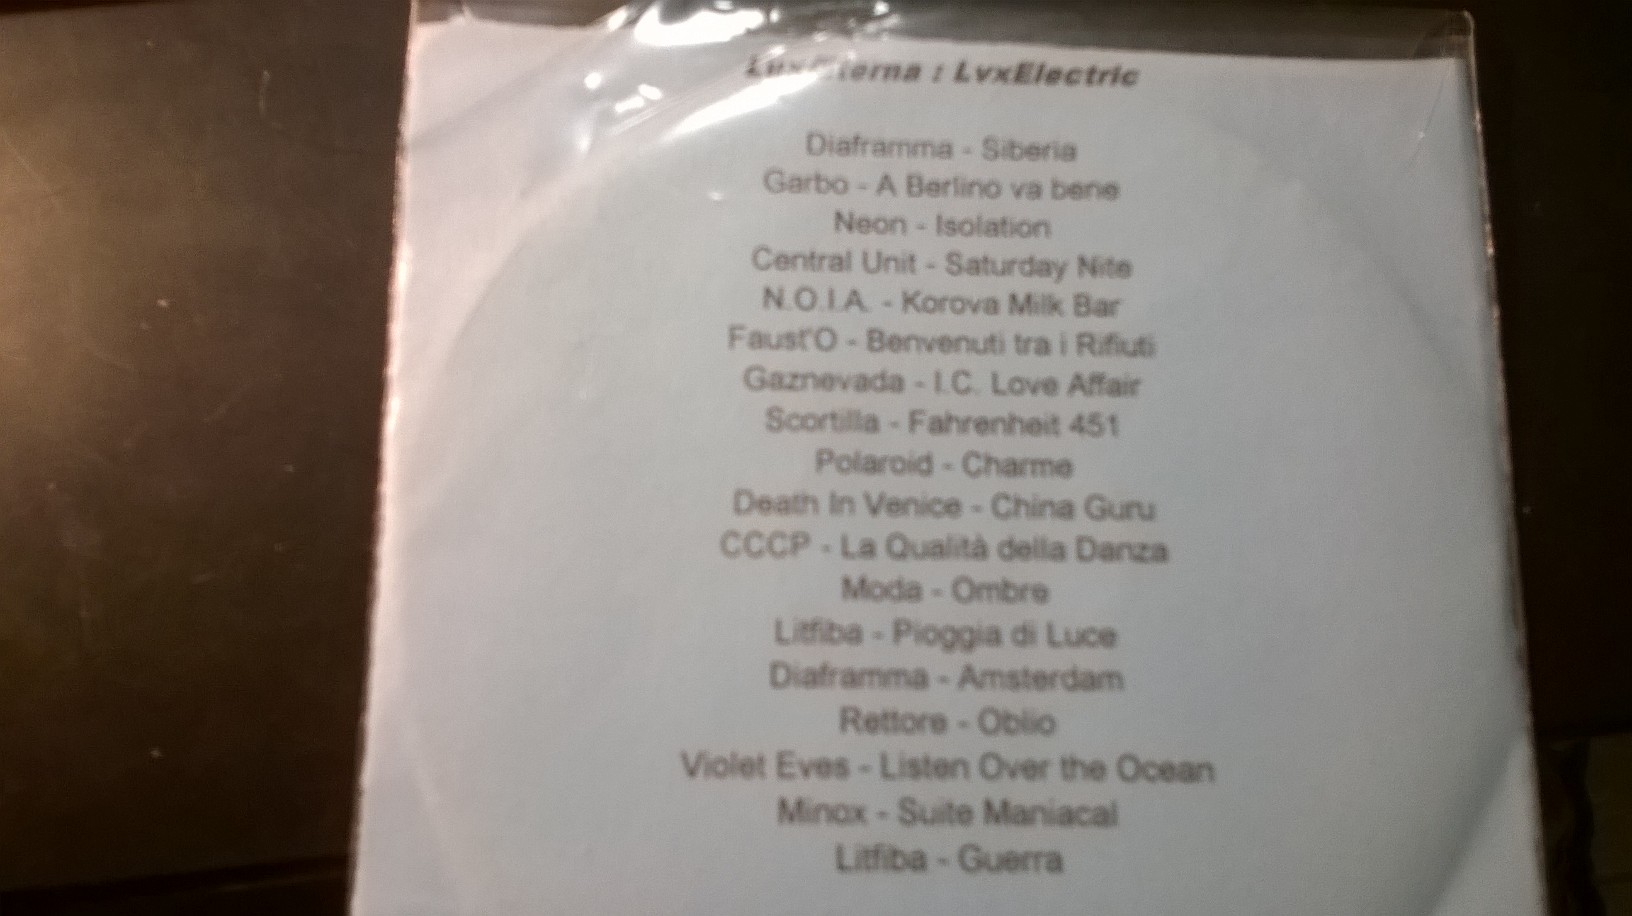 LvxEterna : LvxElectric
Diaframma - Siberia
Garbo - A Berlino va bene
Neon - Isolation
Central Unit - Saturday Nite
N.O.I.A. - Korova Milk Bar
Faust'O - Benvenuti tra i Rifiuti
Gaznevada - I.C. Love Affair
Scortilla - Fahrenheit 451
Polaroid - Charme
Death In Venice - China Guru
CCCP - La Qualità della Danza
Moda - Ombre
Litfiba - Pioggia di Luce
Diaframma - Amsterdam
Rettore - Oblio
Violet Eves - Listen Over the Ocean
Minox - Suite Maniacal
Litfiba - Guerra